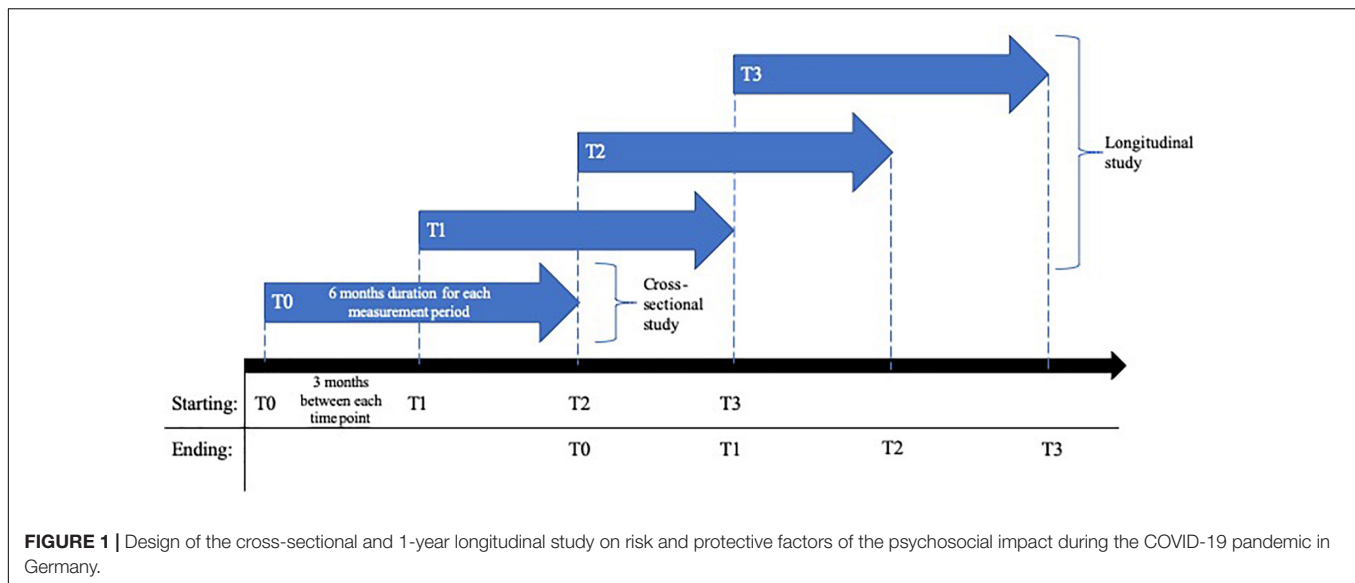 T3
T2
Longitudinal
study
T1
T0
6 months duration for each
measurement period
Cross-
sectional
study
Starting:
T0
3 months
between each
time point
T1
T2
T3
Ending:
T0
T1
T2
T3
FIGURE 1 | Design of the cross-sectional and 1-year longitudinal study on risk and protective factors of the psychosocial impact during the COVID-19 pandemic in
Germany.